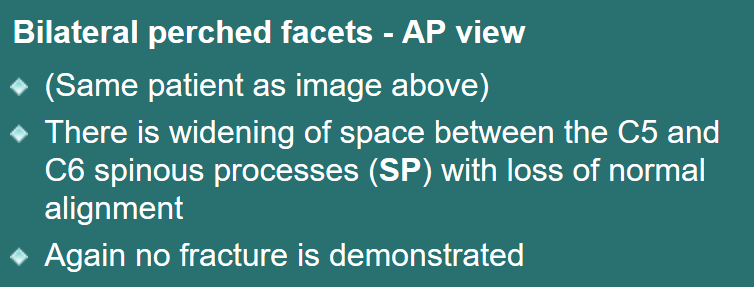 Bilateral perched facets - AP view
(Same patient as image above)
There is widening of space between the C5 and
C6 spinous processes (SP) with loss of normal
alignment
Again no fracture is demonstrated